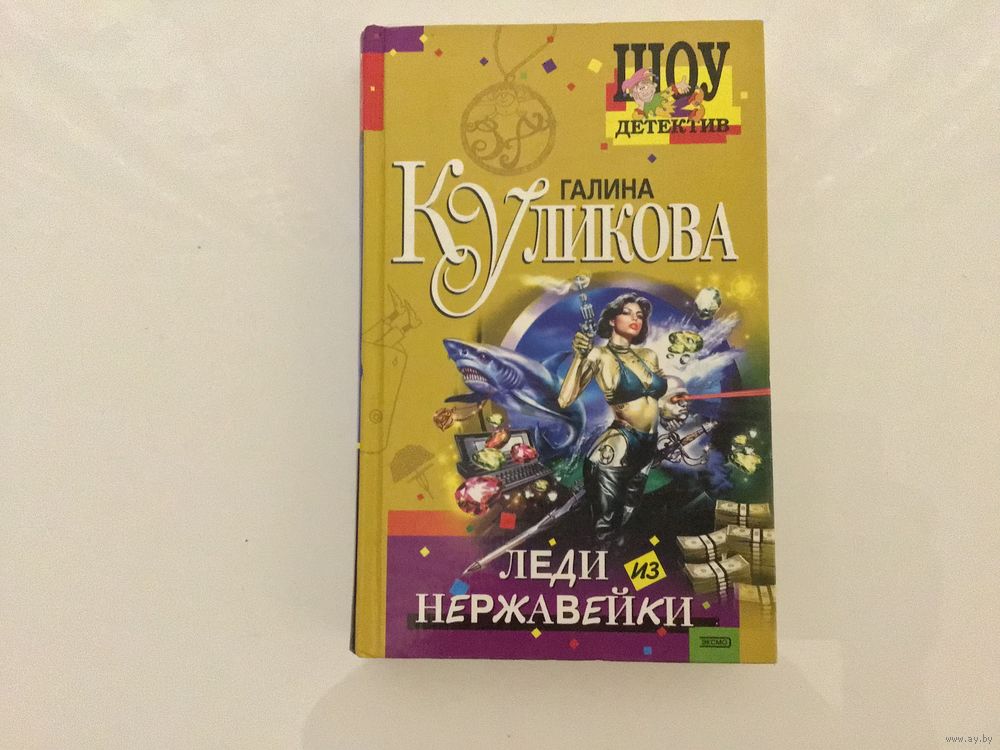 ШОУ
ДЕТЕКТИВ
ГАЛИНА
КУЛИКОВА
ЛЕДИ ИЗ
НЕРЖАВЕЙКИ
ЭКСМО
www.ay.by